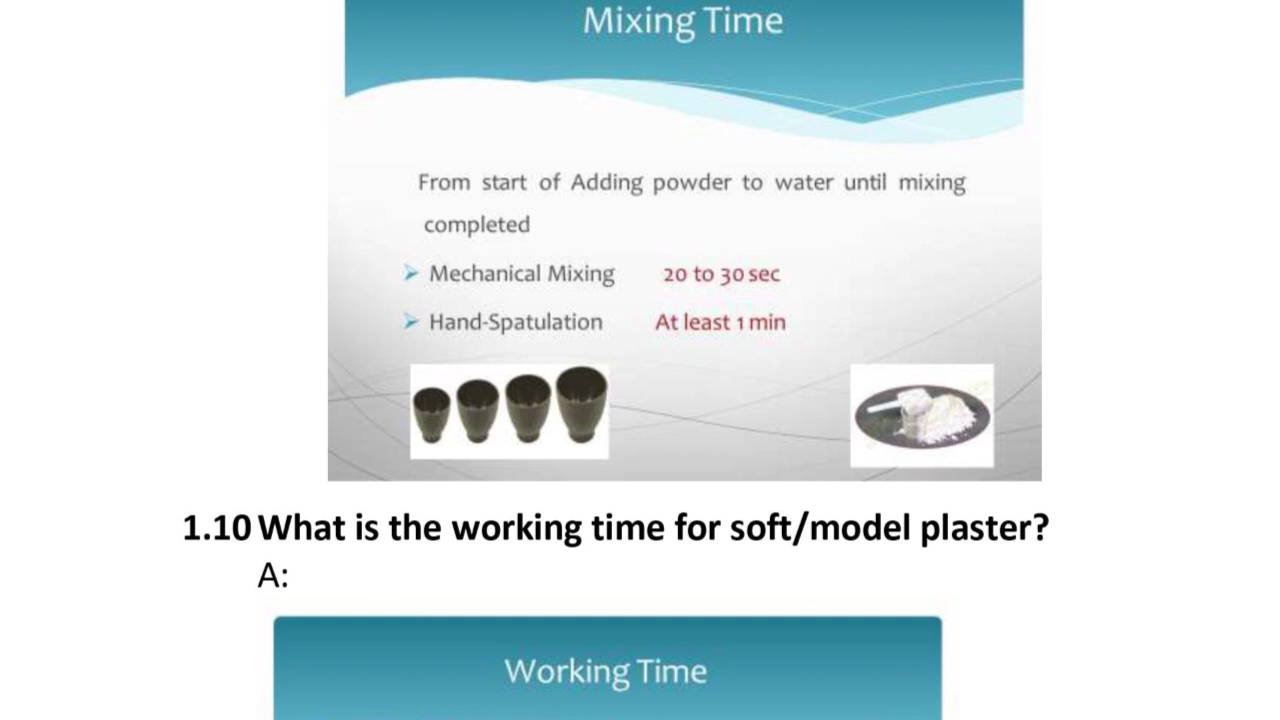 Mixing Time
From start of Adding powder to water until mixing
completed
Mechanical Mixing 20 to 30 sec
Hand-Spatulation At least 1 min
1.10 What is the working time for soft/model plaster?
A:
Working Time